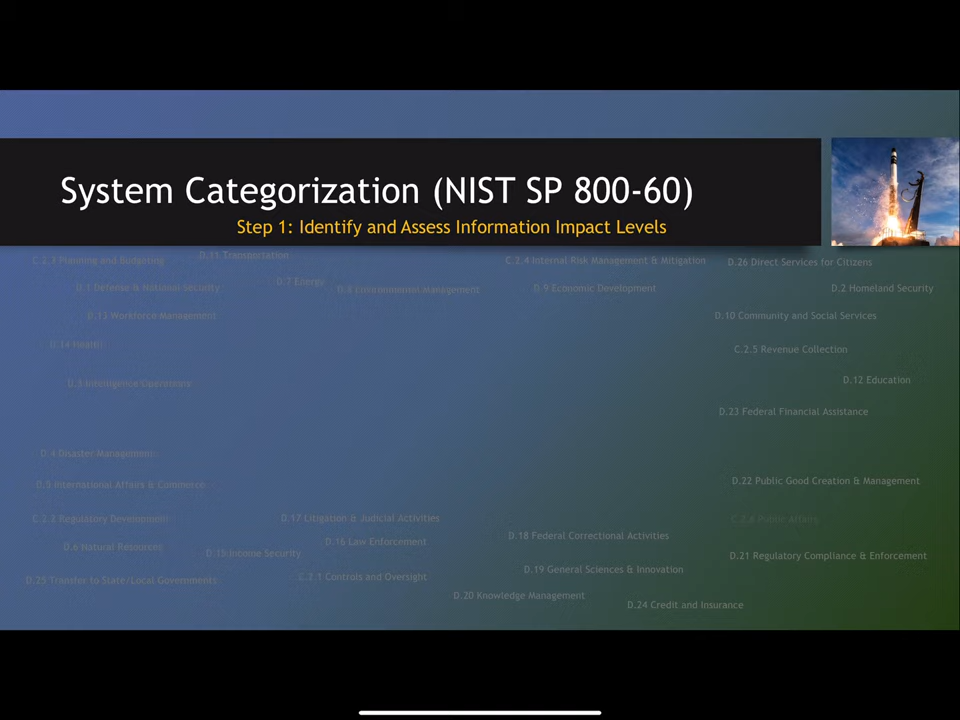 System Categorization (NIST SP 800-60)
Step 1: Identify and Assess Information Impact Levels
C.2.3 Planning and Budgeting
D.11 Transportation
C.2.4 Internal Risk Management & Mitigation
D.26 Direct Services for Citizens
D.1 Defense & National Security
D.7 Energy
D.8 Environmental Management
D.9 Economic Development
D.2 Homeland Security
D.13 Workforce Management
D.10 Community and Social Services
D.14 Health
C.2.5 Revenue Collection
D.3 Intelligence Operations
D.12 Education
D.23 Federal Financial Assistance
D.4 Disaster Management
D.5 International Affairs & Commerce
D.22 Public Good Creation & Management
C.2.2 Regulatory Development
D.17 Litigation & Judicial Activities
C.2.6 Public Affairs
D.6 Natural Resources
D.16 Law Enforcement
D.18 Federal Correctional Activities
D.15 Income Security
D.21 Regulatory Compliance & Enforcement
D.25 Transfer to State/Local Governments
C.2.1 Controls and Oversight
D.19 General Sciences & Innovation
D.20 Knowledge Management
D.24 Credit and Insurance